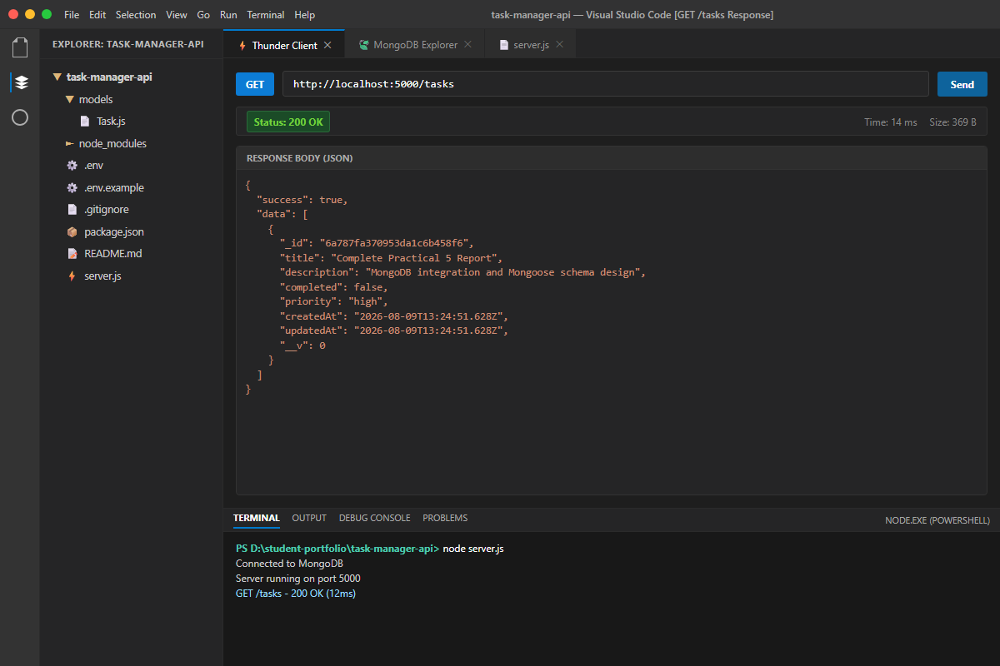 File Edit Selection View Go Run Terminal Help
task-manager-api — Visual Studio Code [GET /tasks Response]
EXPLORER: TASK-MANAGER-API
task-manager-api
models
Task.js
node_modules
.env
.env.example
.gitignore
package.json
README.md
server.js
Thunder Client
MongoDB Explorer
server.js
GET
http://localhost:5000/tasks
Send
Status: 200 OK
Time: 14 ms Size: 369 B
RESPONSE BODY (JSON)
{
  "success": true,
  "data": [
    {
      "_id": "6a787fa370953da1c6b458f6",
      "title": "Complete Practical 5 Report",
      "description": "MongoDB integration and Mongoose schema design",
      "completed": false,
      "priority": "high",
      "createdAt": "2026-08-09T13:24:51.628Z",
      "updatedAt": "2026-08-09T13:24:51.628Z",
      "__v": 0
    }
  ]
}
TERMINAL OUTPUT DEBUG CONSOLE PROBLEMS
NODE.EXE (POWERSHELL)
PS D:\student-portfolio\task-manager-api> node server.js
Connected to MongoDB
Server running on port 5000
GET /tasks - 200 OK (12ms)